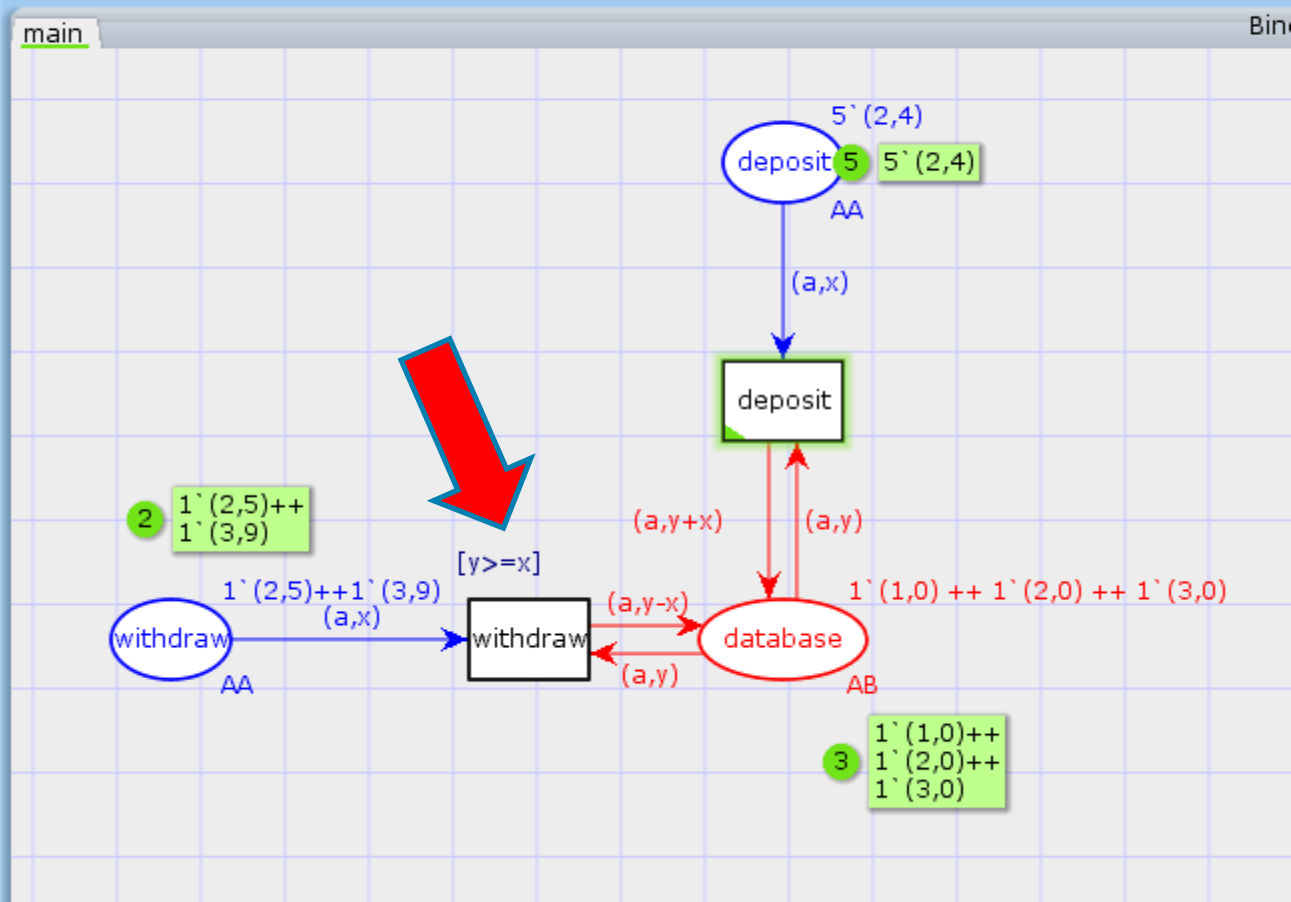 main
Bin
5`(2,4)
deposit
5
5`(2,4)
AA
(a,x)
deposit
(a,y+x)
(a,y)
2
1`(2,5)++
1`(3,9)
[y>=x]
1`(2,5)++1`(3,9)
(a,x)
withdraw
AA
withdraw
(a,y-x)
(a,y)
1`(1,0) ++ 1`(2,0) ++ 1`(3,0)
database
AB
3
1`(1,0)++
1`(2,0)++
1`(3,0)